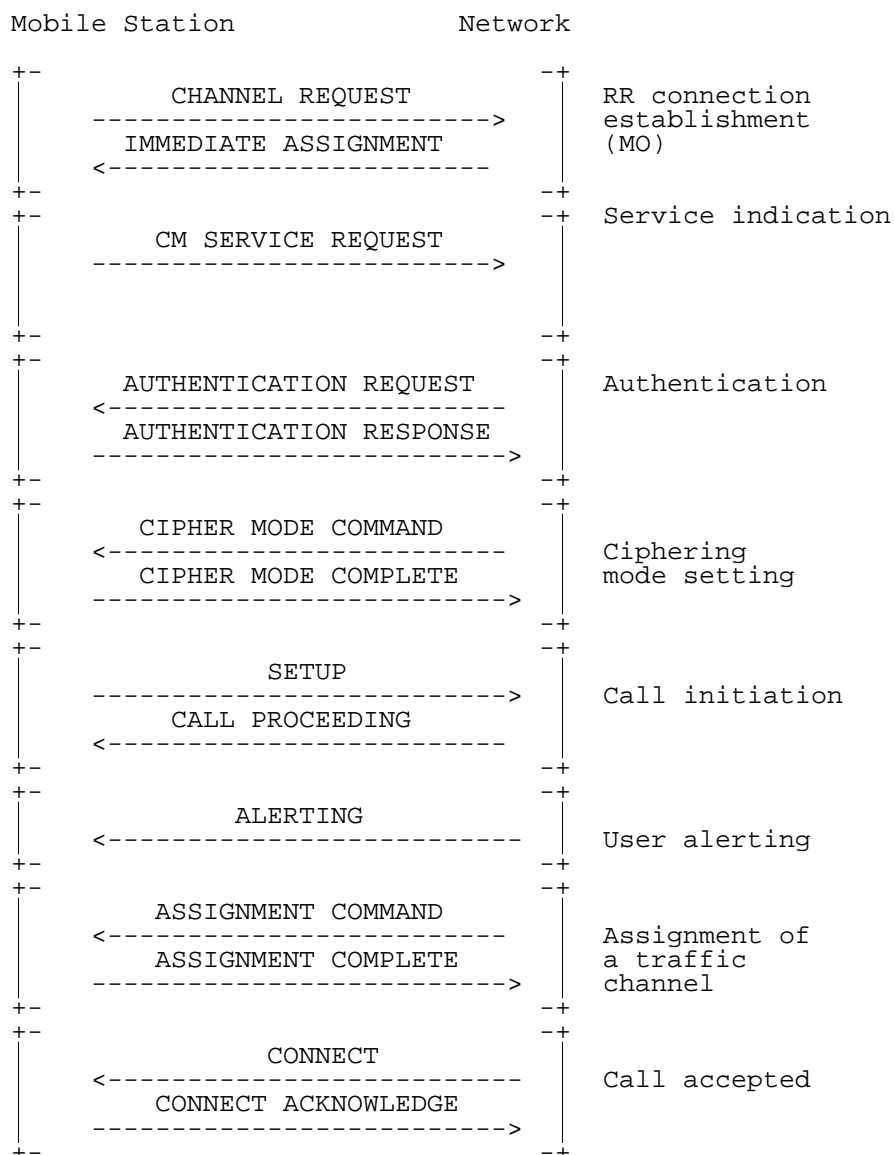 Mobile Station Network
CHANNEL REQUEST RR connection
-------------------------> establishment
IMMEDIATE ASSIGNMENT (MO)
<------------------------
Service indication
CM SERVICE REQUEST
------------------------->
AUTHENTICATION REQUEST Authentication
<-------------------------
AUTHENTICATION RESPONSE
-------------------------->
CIPHER MODE COMMAND
<------------------------- Ciphering
CIPHER MODE COMPLETE mode setting
-------------------------->
SETUP
--------------------------> Call initiation
CALL PROCEEDING
<-------------------------
ALERTING
<-------------------------- User alerting
ASSIGNMENT COMMAND
<------------------------- Assignment of
ASSIGNMENT COMPLETE a traffic
--------------------------> channel
CONNECT
<-------------------------- Call accepted
CONNECT ACKNOWLEDGE
-------------------------->